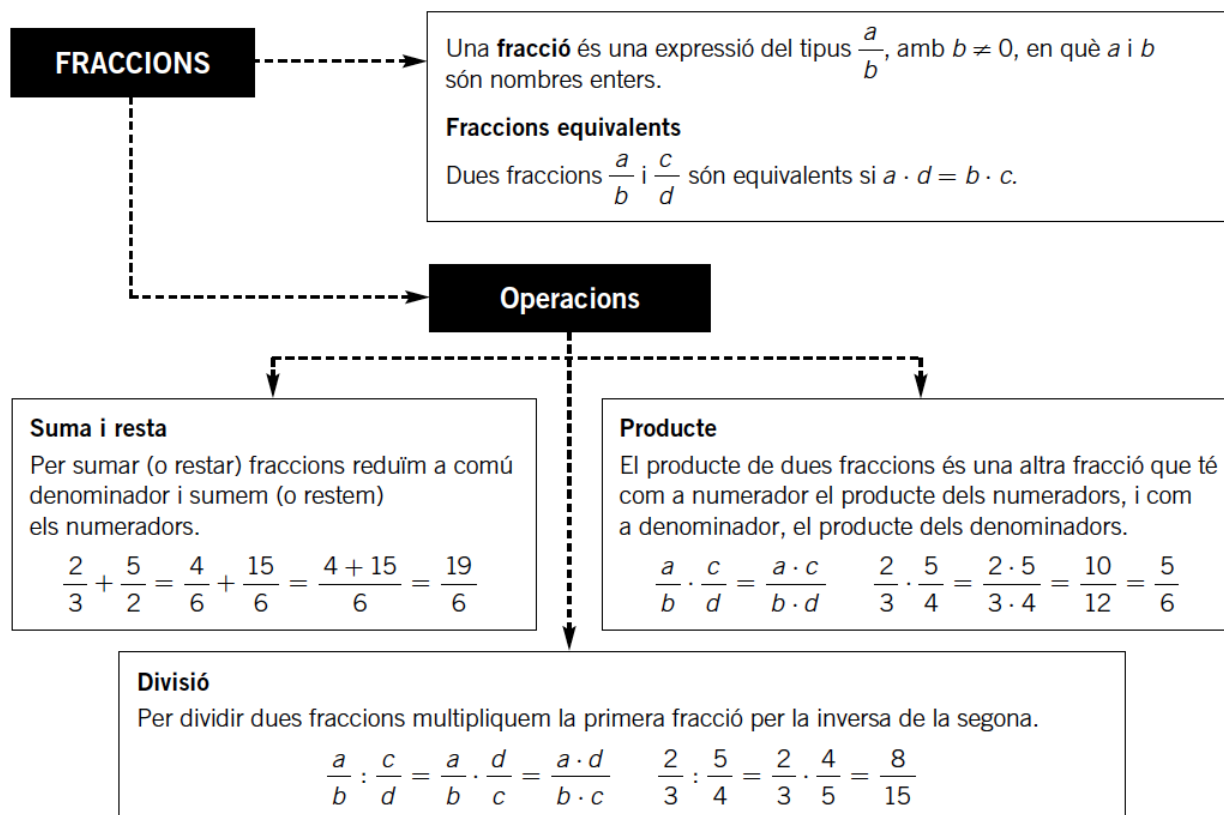 FRACCIONS
Una fracció és una expressió del tipus a/b, amb b ≠ 0, en què a i b
són nombres enters.
Fraccions equivalents
Dues fraccions a/b i c/d són equivalents si a · d = b · c.
Operacions
Suma i resta
Per sumar (o restar) fraccions reduïm a comú
denominador i sumem (o restem)
els numeradors.
2/3 + 5/2 = 4/6 + 15/6 = (4 + 15)/6 = 19/6
Producte
El producte de dues fraccions és una altra fracció que té
com a numerador el producte dels numeradors, i com
a denominador, el producte dels denominadors.
a/b · c/d = (a · c)/(b · d) 2/3 · 5/4 = (2 · 5)/(3 · 4) = 10/12 = 5/6
Divisió
Per dividir dues fraccions multipliquem la primera fracció per la inversa de la segona.
a/b : c/d = a/b · d/c = (a · d)/(b · c) 2/3 : 5/4 = 2/3 · 4/5 = 8/15